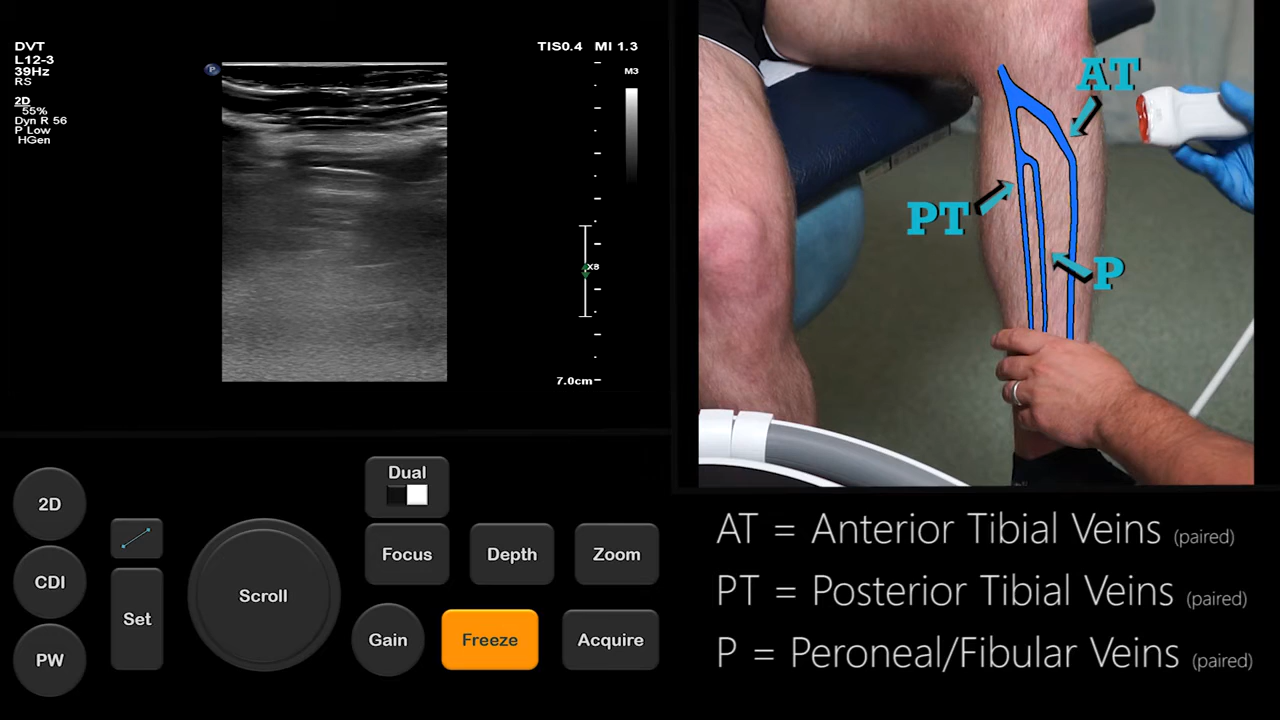 DVT
L12-3
39Hz
RS
2D
55%
Dyn R 56
P Low
HGen
P
TIS0.4 MI 1.3
M3
XB
7.0cm
AT
PT
P
Dual
2D
CDI
PW
Set
Scroll
Focus
Depth
Zoom
Gain
Freeze
Acquire
AT = Anterior Tibial Veins (paired)
PT = Posterior Tibial Veins (paired)
P = Peroneal/Fibular Veins (paired)